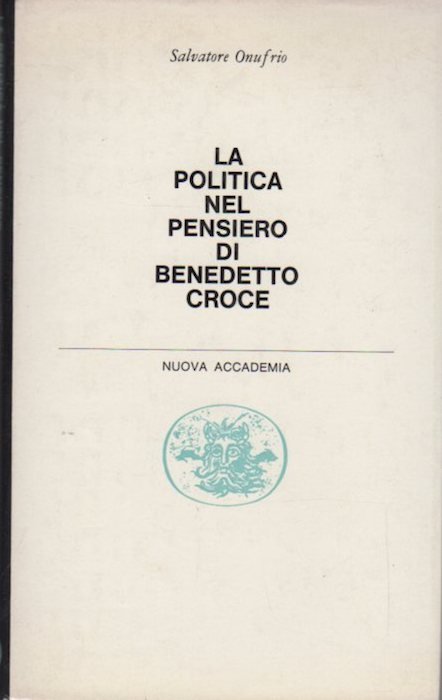 Salvatore Onufrio
LA
POLITICA
NEL
PENSIERO
DI
BENEDETTO
CROCE
NUOVA ACCADEMIA